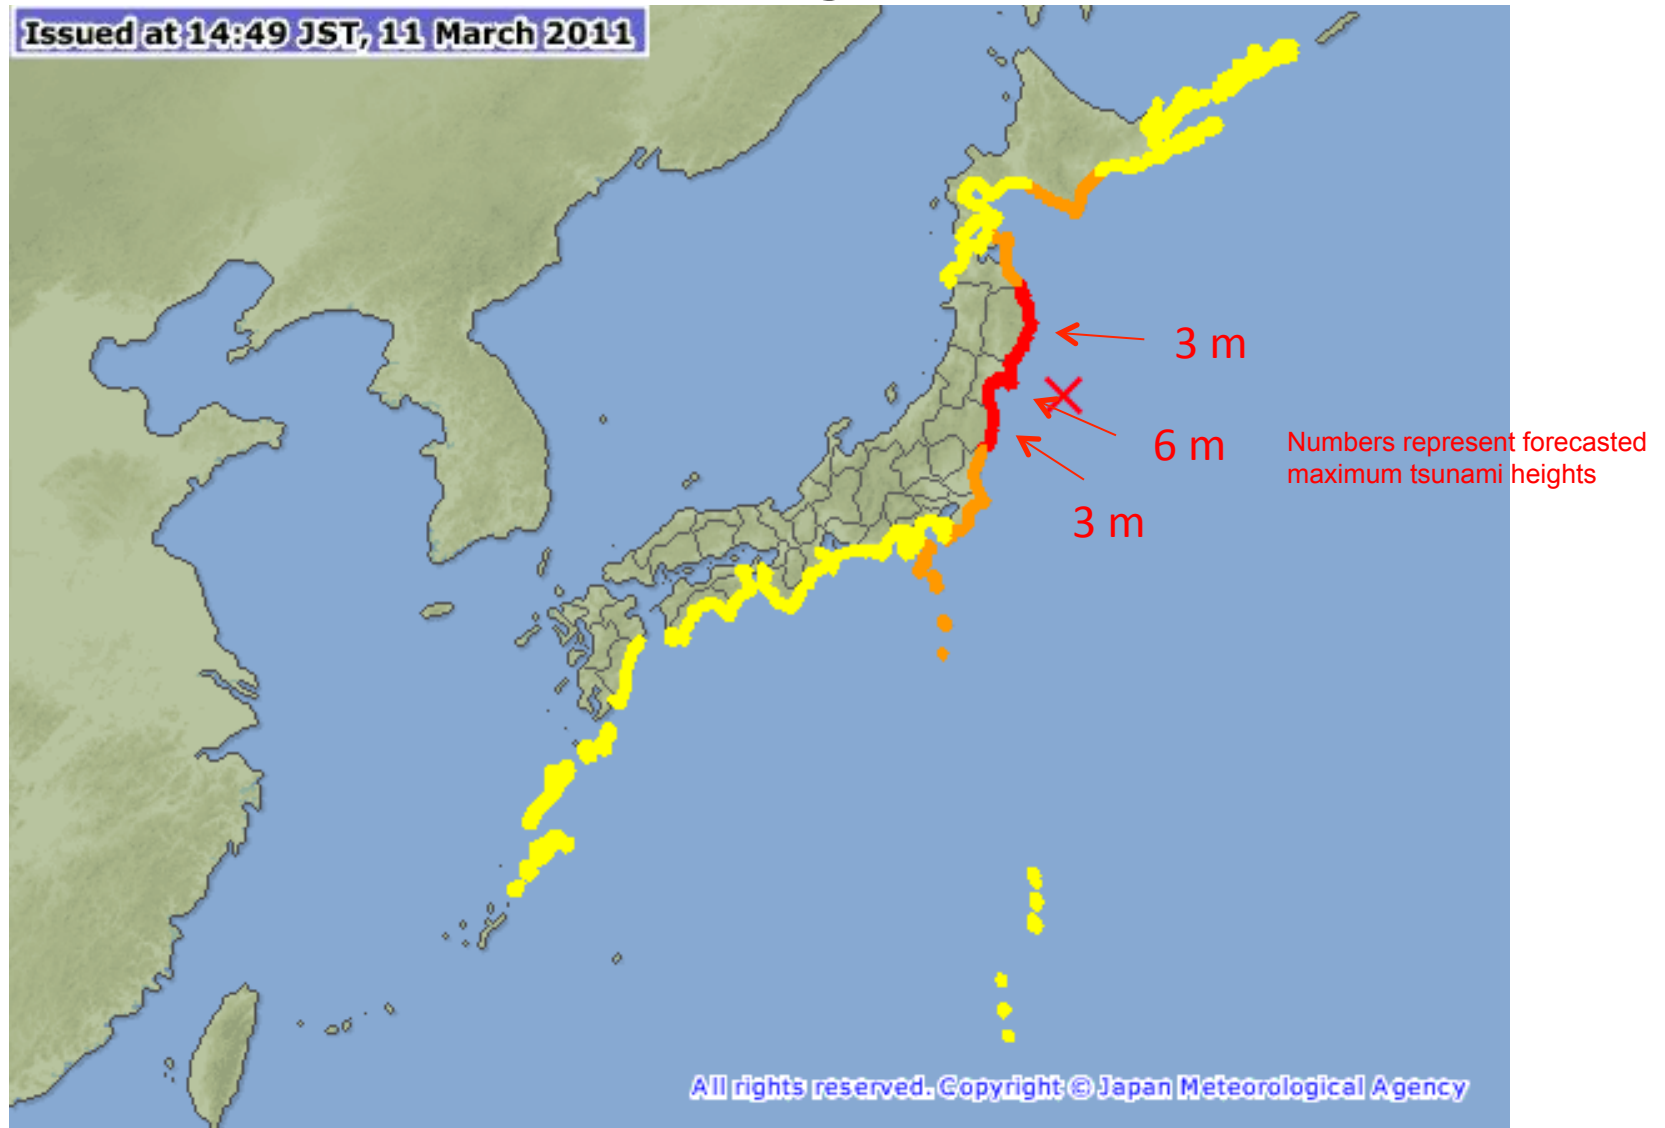 Issued at 14:49 JST, 11 March 2011
3 m
6 m
Numbers represent forecasted
maximum tsunami heights
3 m
All rights reserved. Copyright © Japan Meteorological Agency